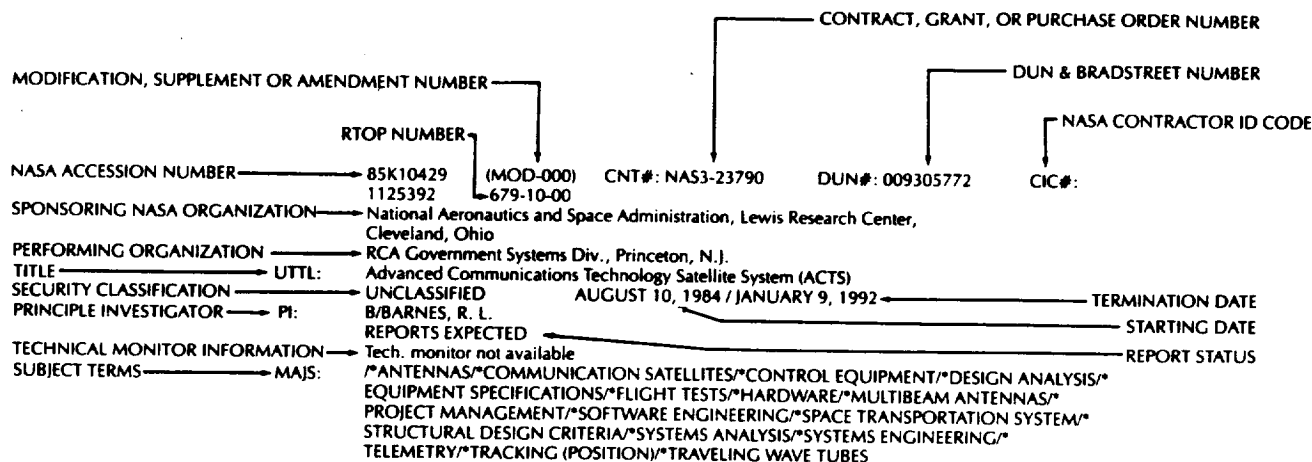 CONTRACT, GRANT, OR PURCHASE ORDER NUMBER
MODIFICATION, SUPPLEMENT OR AMENDMENT NUMBER
DUN & BRADSTREET NUMBER
RTOP NUMBER
NASA CONTRACTOR ID CODE
NASA ACCESSION NUMBER 85K10429 (MOD-000) CNT#: NAS3-23790 DUN#: 009305772 CIC#:
1125392 679-10-00
SPONSORING NASA ORGANIZATION National Aeronautics and Space Administration, Lewis Research Center,
Cleveland, Ohio
PERFORMING ORGANIZATION RCA Government Systems Div., Princeton, N.J.
TITLE UTTL: Advanced Communications Technology Satellite System (ACTS)
SECURITY CLASSIFICATION UNCLASSIFIED AUGUST 10, 1984 / JANUARY 9, 1992 TERMINATION DATE
PRINCIPLE INVESTIGATOR PI: B/BARNES, R. L. STARTING DATE
REPORTS EXPECTED REPORT STATUS
TECHNICAL MONITOR INFORMATION Tech. monitor not available
SUBJECT TERMS MAJS: /*ANTENNAS/*COMMUNICATION SATELLITES/*CONTROL EQUIPMENT/*DESIGN ANALYSIS/*
EQUIPMENT SPECIFICATIONS/*FLIGHT TESTS/*HARDWARE/*MULTIBEAM ANTENNAS/*
PROJECT MANAGEMENT/*SOFTWARE ENGINEERING/*SPACE TRANSPORTATION SYSTEM/*
STRUCTURAL DESIGN CRITERIA/*SYSTEMS ANALYSIS/*SYSTEMS ENGINEERING/*
TELEMETRY/*TRACKING (POSITION)/*TRAVELING WAVE TUBES